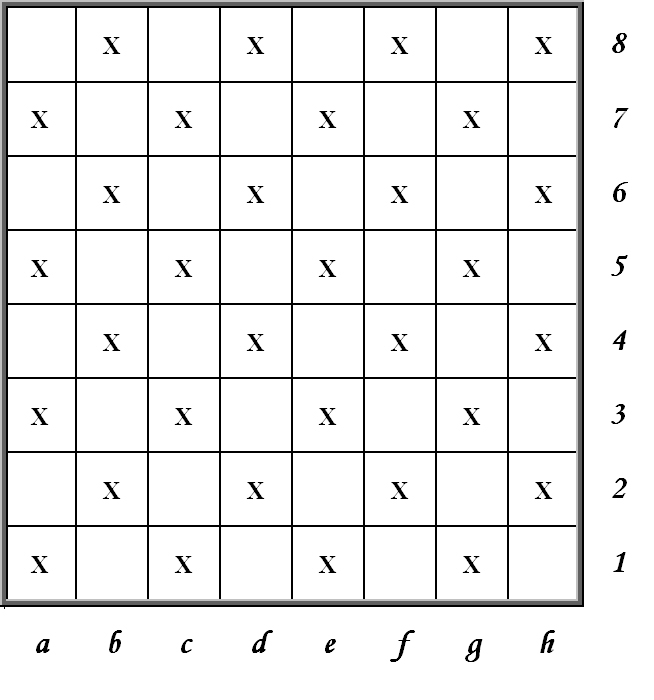 X X X X 8
X X X X 7
X X X X 6
X X X X 5
X X X X 4
X X X X 3
X X X X 2
X X X X 1
a b c d e f g h